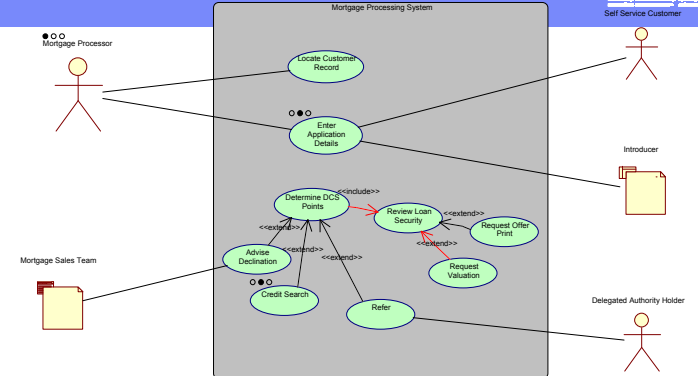 Mortgage Processing System
Self Service Customer
Mortgage Processor
Locate Customer
Record
Enter
Application
Details
Introducer
Determine DCS
Points
<<include>>
Review Loan
Security
<<extend>>
Request Offer
Print
<<extend>>
<<extend>>
<<extend>>
<<extend>>
Advise
Declination
Mortgage Sales Team
Request
Valuation
Credit Search
Refer
Delegated Authority Holder